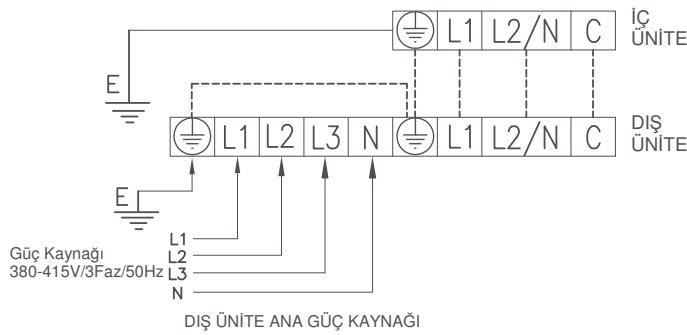 L1 L2/N C
İÇ
ÜNİTE
E
L1 L2 L3 N L1 L2/N C
DIŞ
ÜNİTE
E
Güç Kaynağı
380-415V/3Faz/50Hz
L1
L2
L3
N
DIŞ ÜNİTE ANA GÜÇ KAYNAĞI